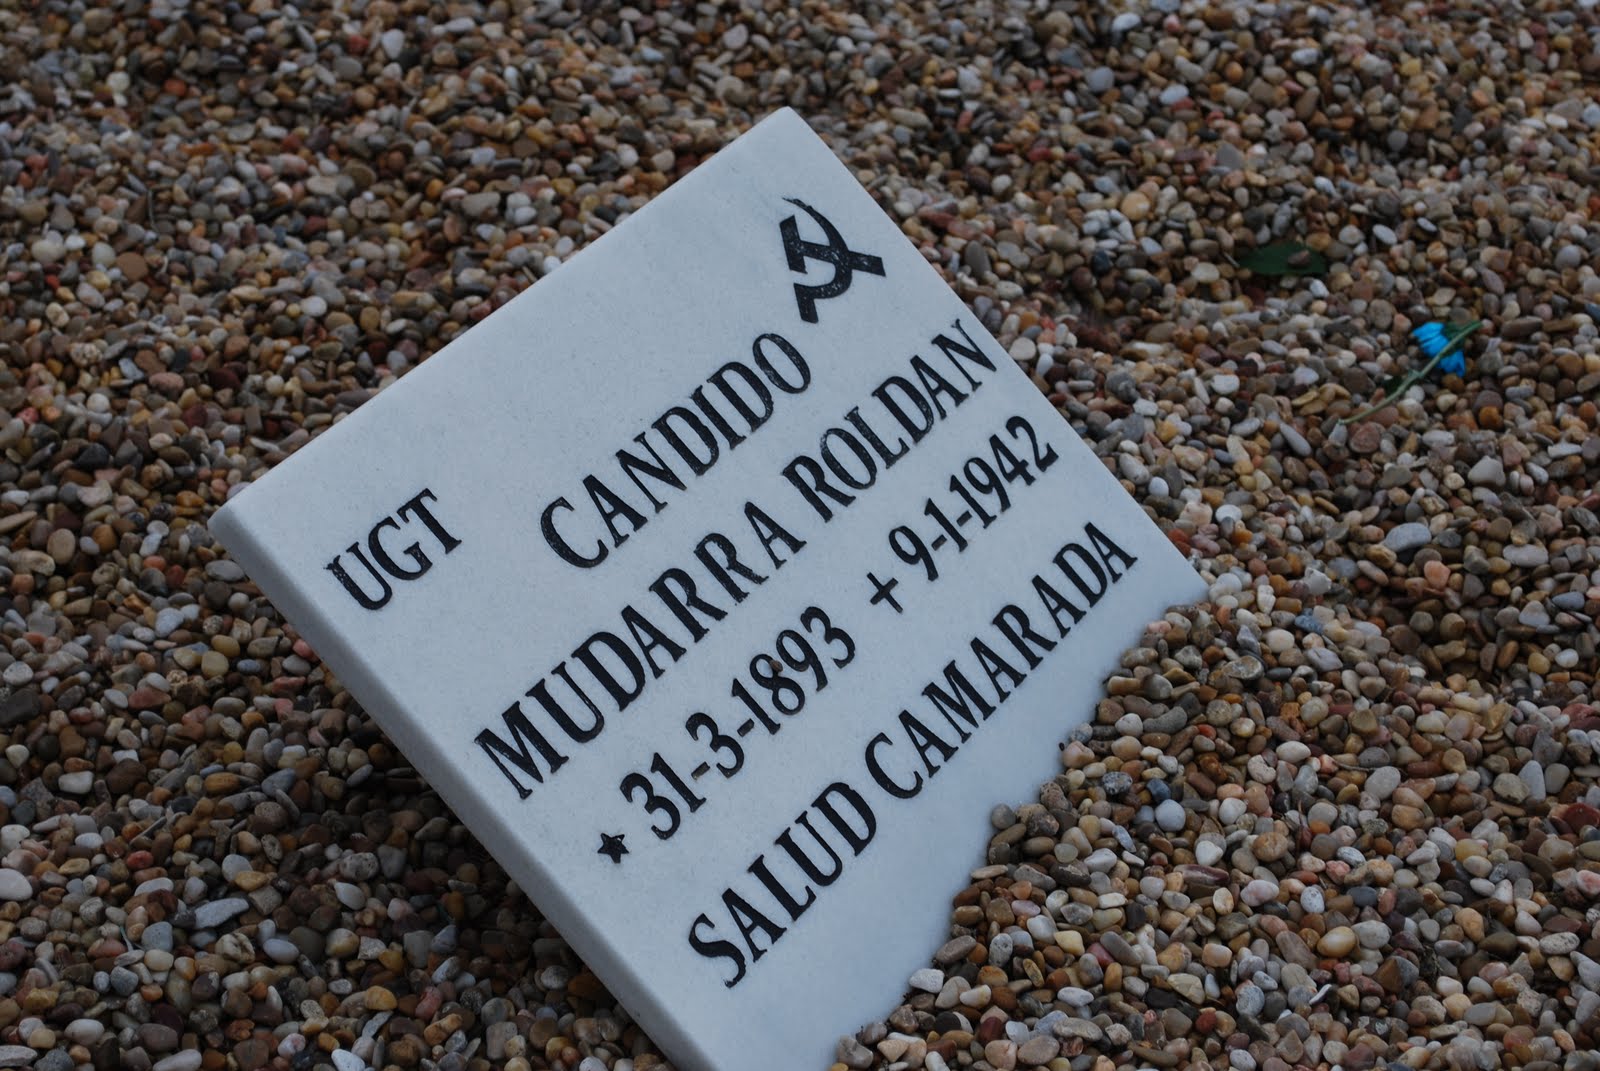 UGT CANDIDO
MUDARRA ROLDAN
★ 31-3-1893 + 9-1-1942
SALUD CAMARADA